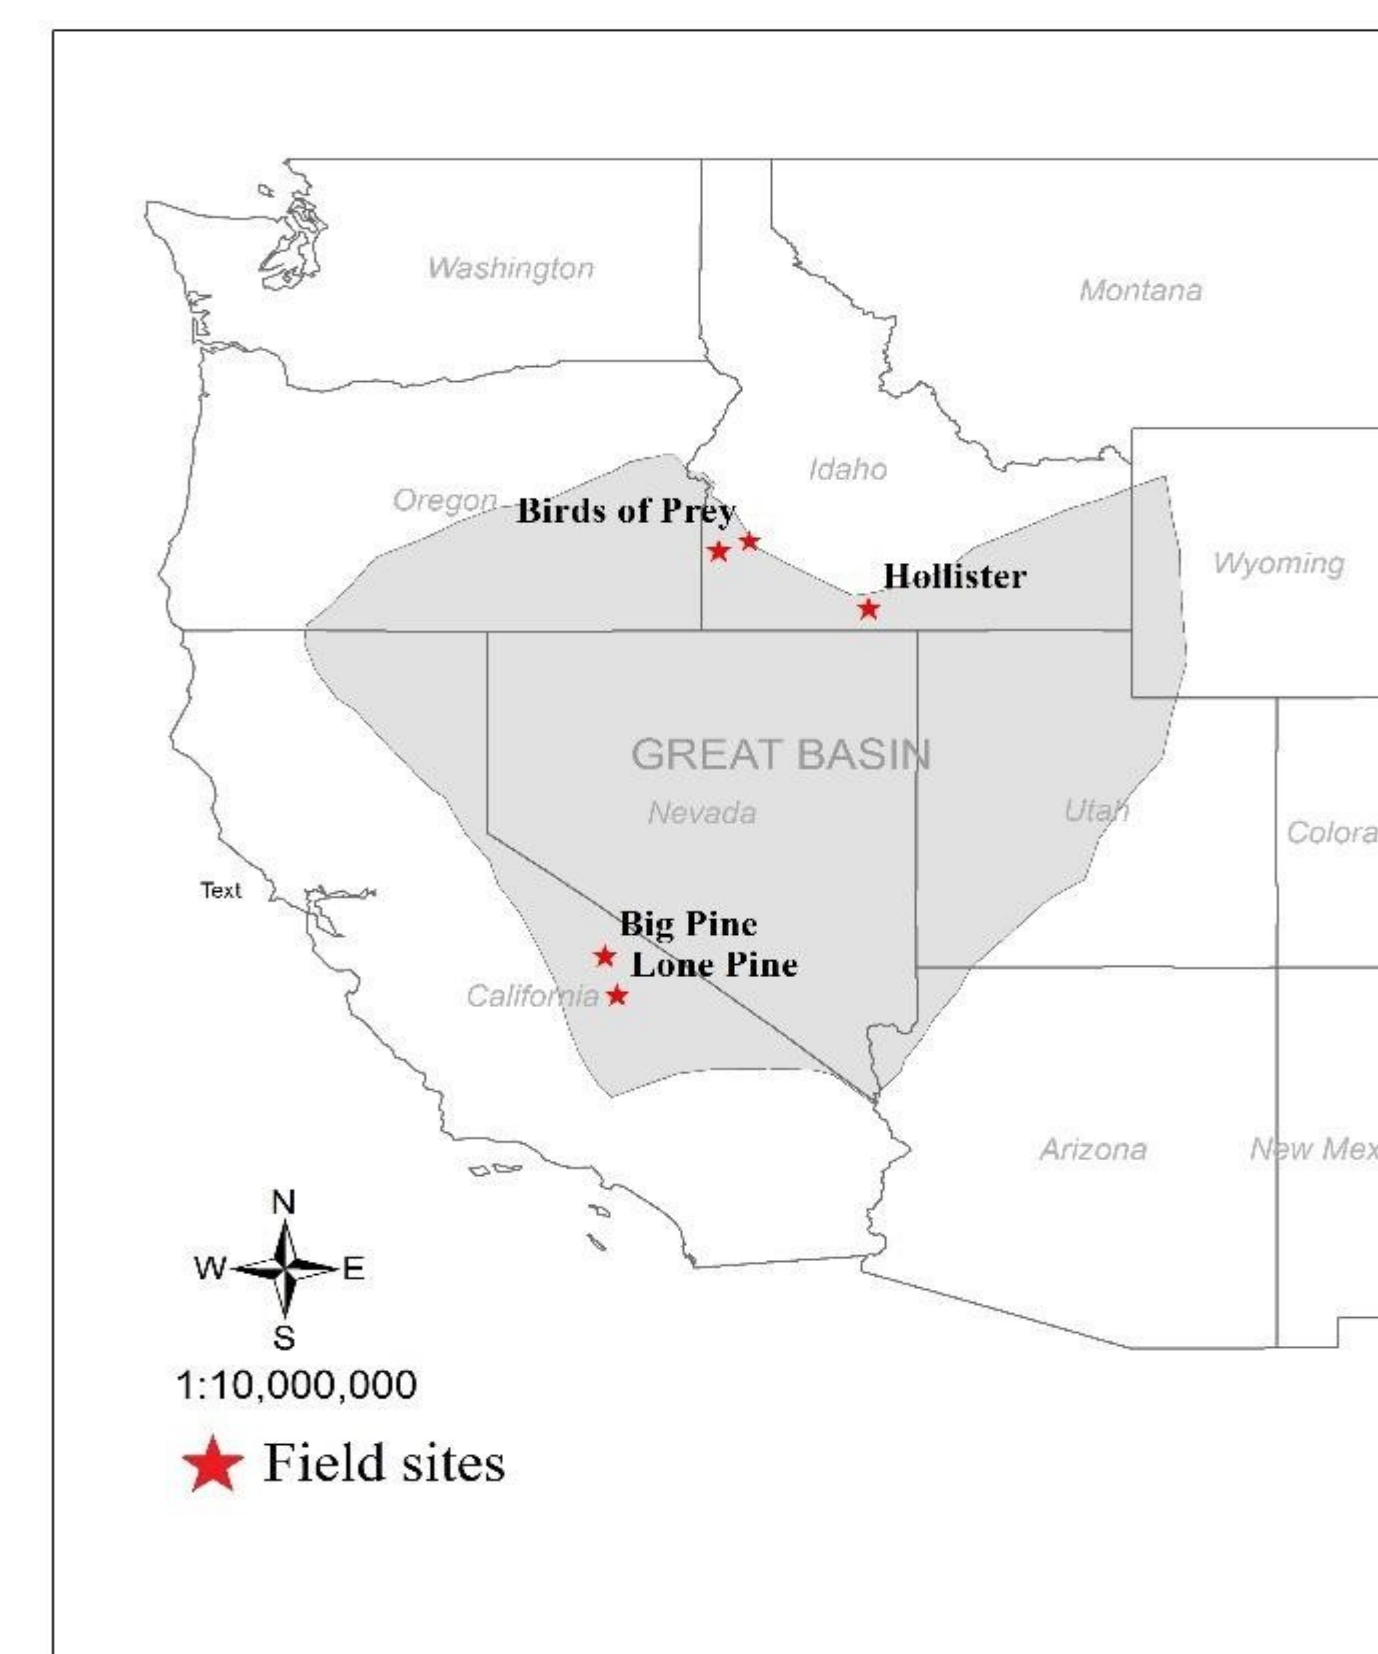 Washington
Montana
Idaho
Oregon
Birds of Prey
Wyoming
Hollister
GREAT BASIN
Nevada
Utah
Colora
Text
Big Pine
Lone Pine
California
Arizona
New Mex
N
W E
S
1:10,000,000
Field sites